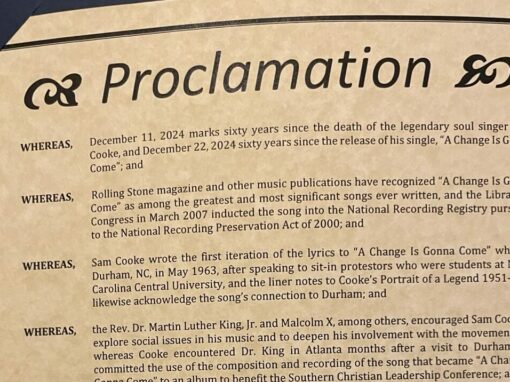 Proclamation
WHEREAS, December 11, 2024 marks sixty years since the death of the legendary soul singer
Cooke, and December 22, 2024 sixty years since the release of his single, "A Change Is G
Come"; and
WHEREAS, Rolling Stone magazine and other music publications have recognized "A Change Is G
Come" as among the greatest and most significant songs ever written, and the Libra
Congress in March 2007 inducted the song into the National Recording Registry purs
to the National Recording Preservation Act of 2000; and
WHEREAS, Sam Cooke wrote the first iteration of the lyrics to "A Change Is Gonna Come" wh
Durham, NC, in May 1963, after speaking to sit-in protestors who were students at N
Carolina Central University, and the liner notes to Cooke's Portrait of a Legend 1951-
likewise acknowledge the song's connection to Durham; and
WHEREAS, the Rev. Dr. Martin Luther King, Jr. and Malcolm X, among others, encouraged Sam Coo
explore social issues in his music and to deepen his involvement with the movemen
whereas Cooke encountered Dr. King in Atlanta months after a visit to Durham
committed the use of the composition and recording of the song that became "A Cha
Gonna Come" to an album to benefit the Southern Christian Leadership Conference; a